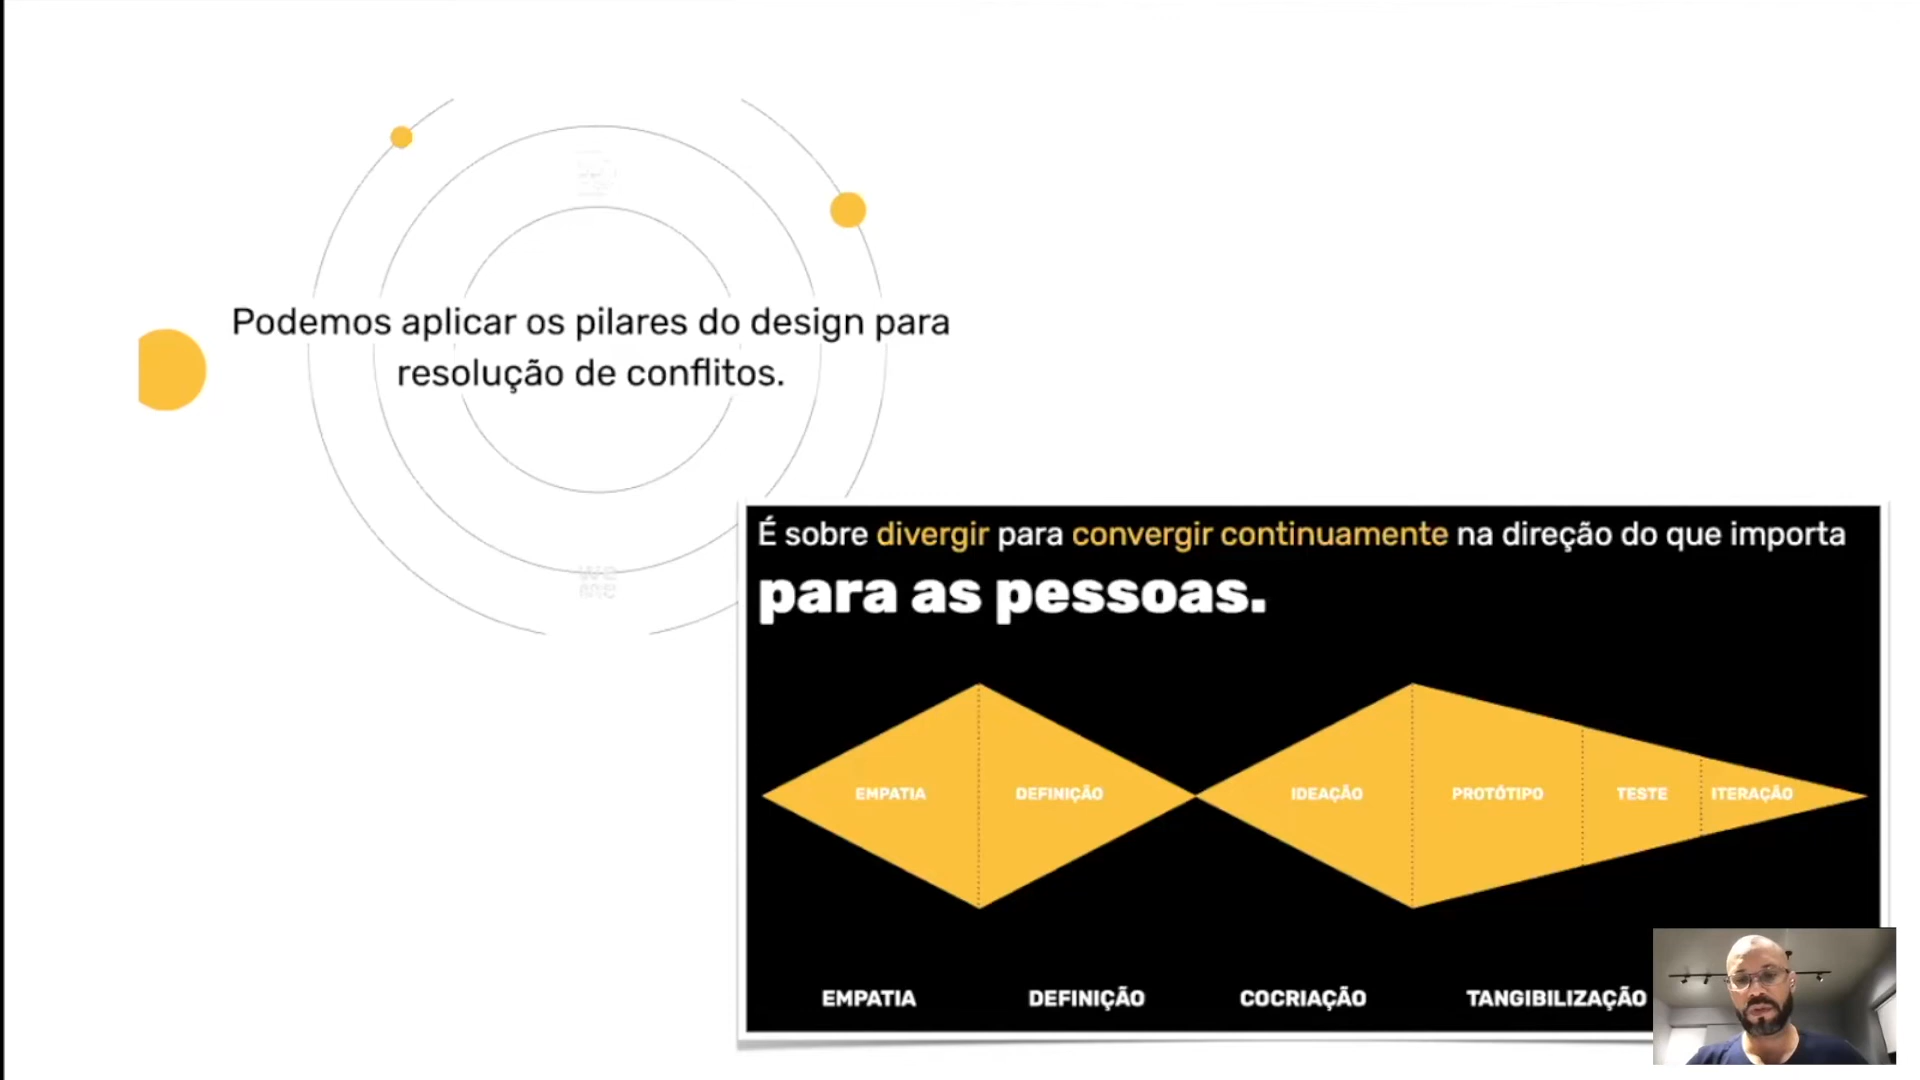 Podemos aplicar os pilares do design para
resolução de conflitos.
É sobre divergir para convergir continuamente na direção do que importa
para as pessoas.
EMPATIA
DEFINIÇÃO
IDEAÇÃO
PROTÓTIPO
TESTE
ITERAÇÃO
EMPATIA
DEFINIÇÃO
COCRIAÇÃO
TANGIBILIZAÇÃO